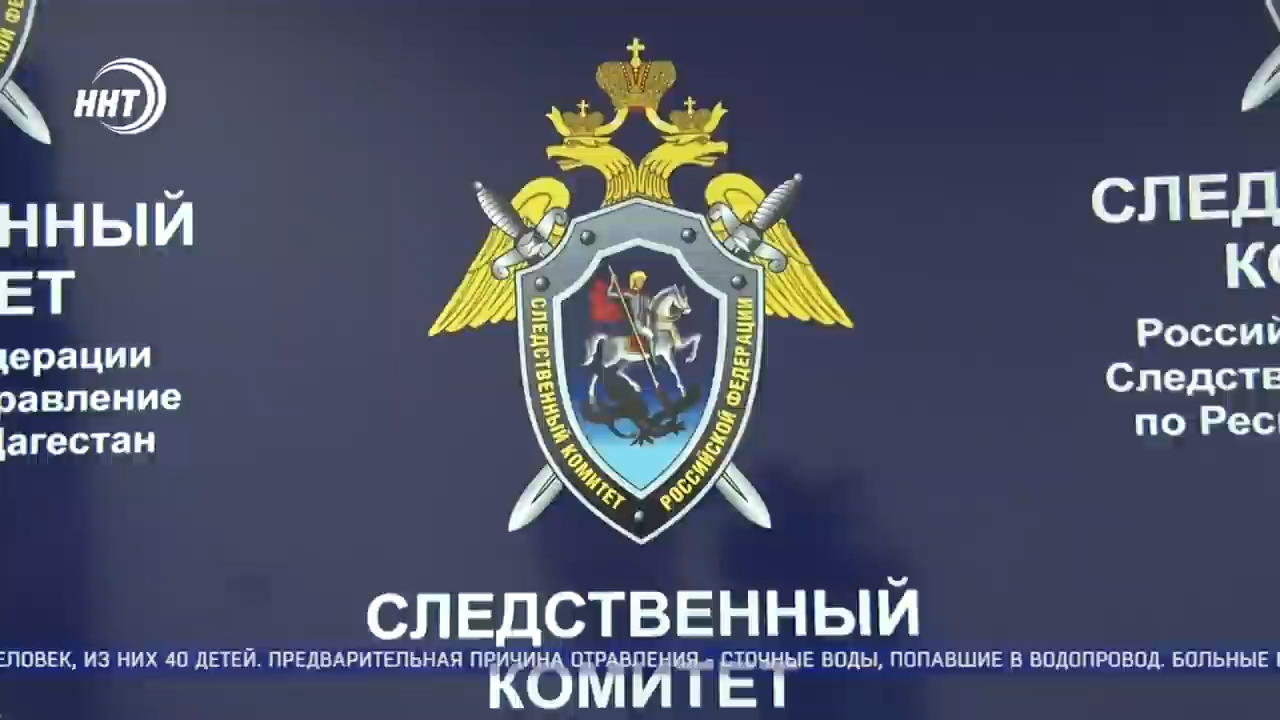 ННТ
ННЫЙ
ЕТ
дерации
равление
Дагестан
СЛЕДСТВЕННЫЙ КОМИТЕТ
РОССИЙСКОЙ ФЕДЕРАЦИИ
СЛЕДСТВЕННЫЙ
КОМИТЕТ
СЛЕД
КО
Россий
Следств
по Рес
ЕЛОВЕК, ИЗ НИХ 40 ДЕТЕЙ. ПРЕДВАРИТЕЛЬНАЯ ПРИЧИНА ОТРАВЛЕНИЯ - СТОЧНЫЕ ВОДЫ, ПОПАВШИЕ В ВОДОПРОВОД. БОЛЬНЫЕ